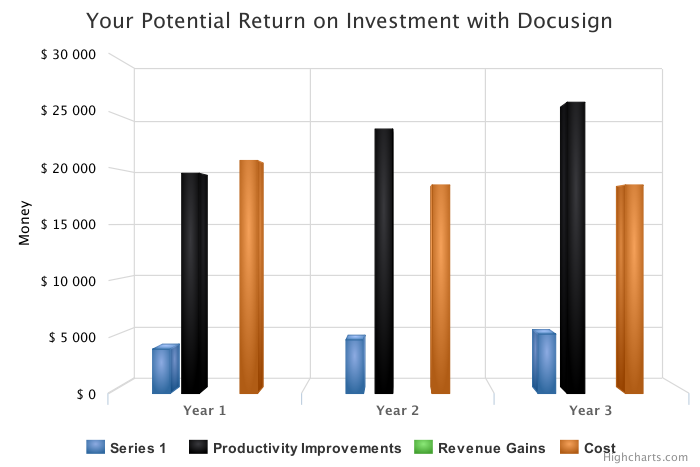 Your Potential Return on Investment with Docusign
$ 30 000
$ 25 000
$ 20 000
$ 15 000
$ 10 000
$ 5 000
$ 0
Money
Year 1
Year 2
Year 3
Series 1
Productivity Improvements
Revenue Gains
Cost
Highcharts.com